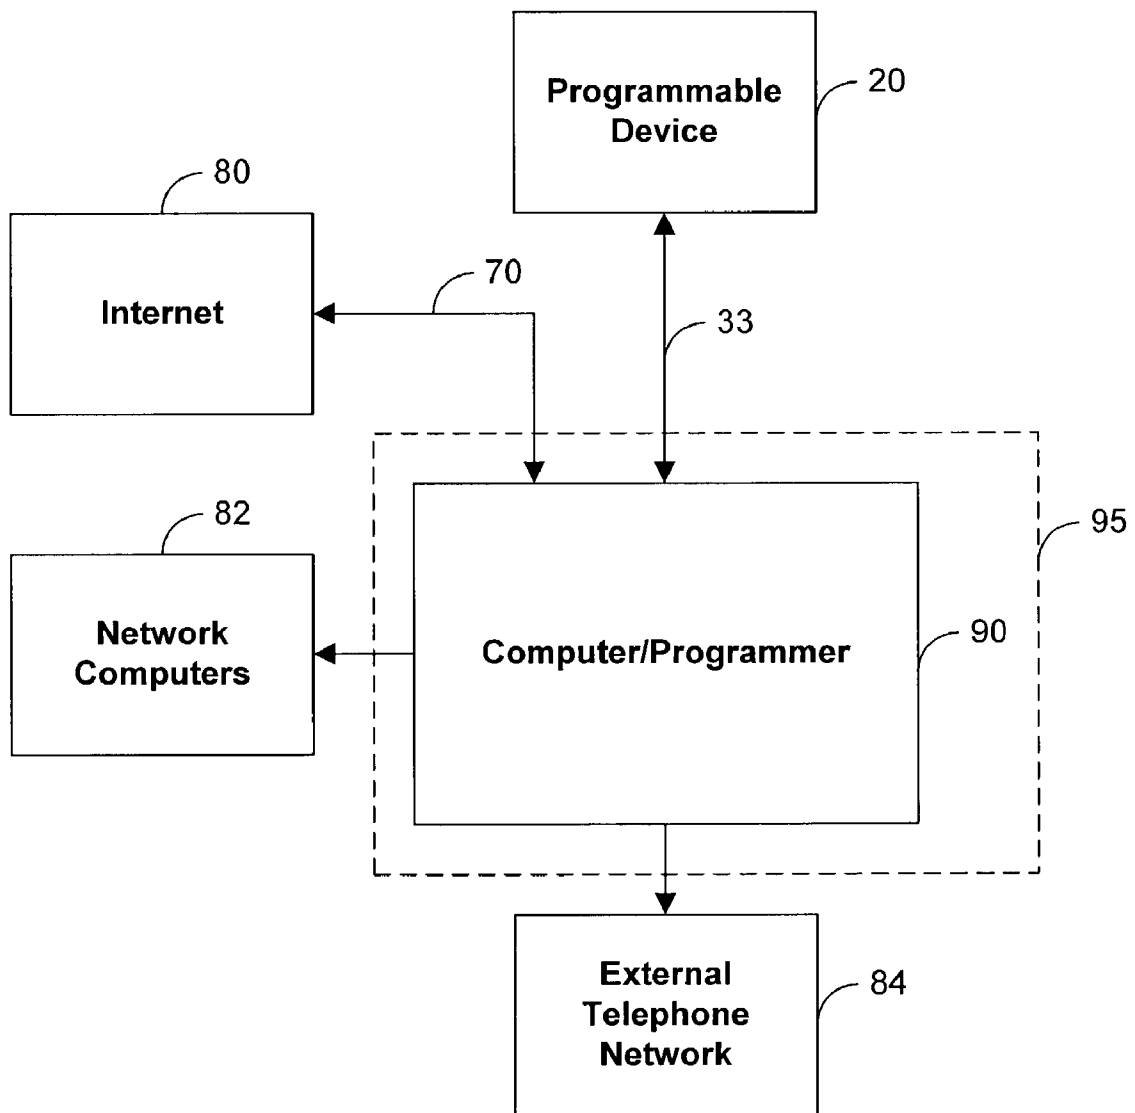 Programmable
Device
20
80
Internet
70
33
82
Network
Computers
95
Computer/Programmer
90
External
Telephone
Network
84